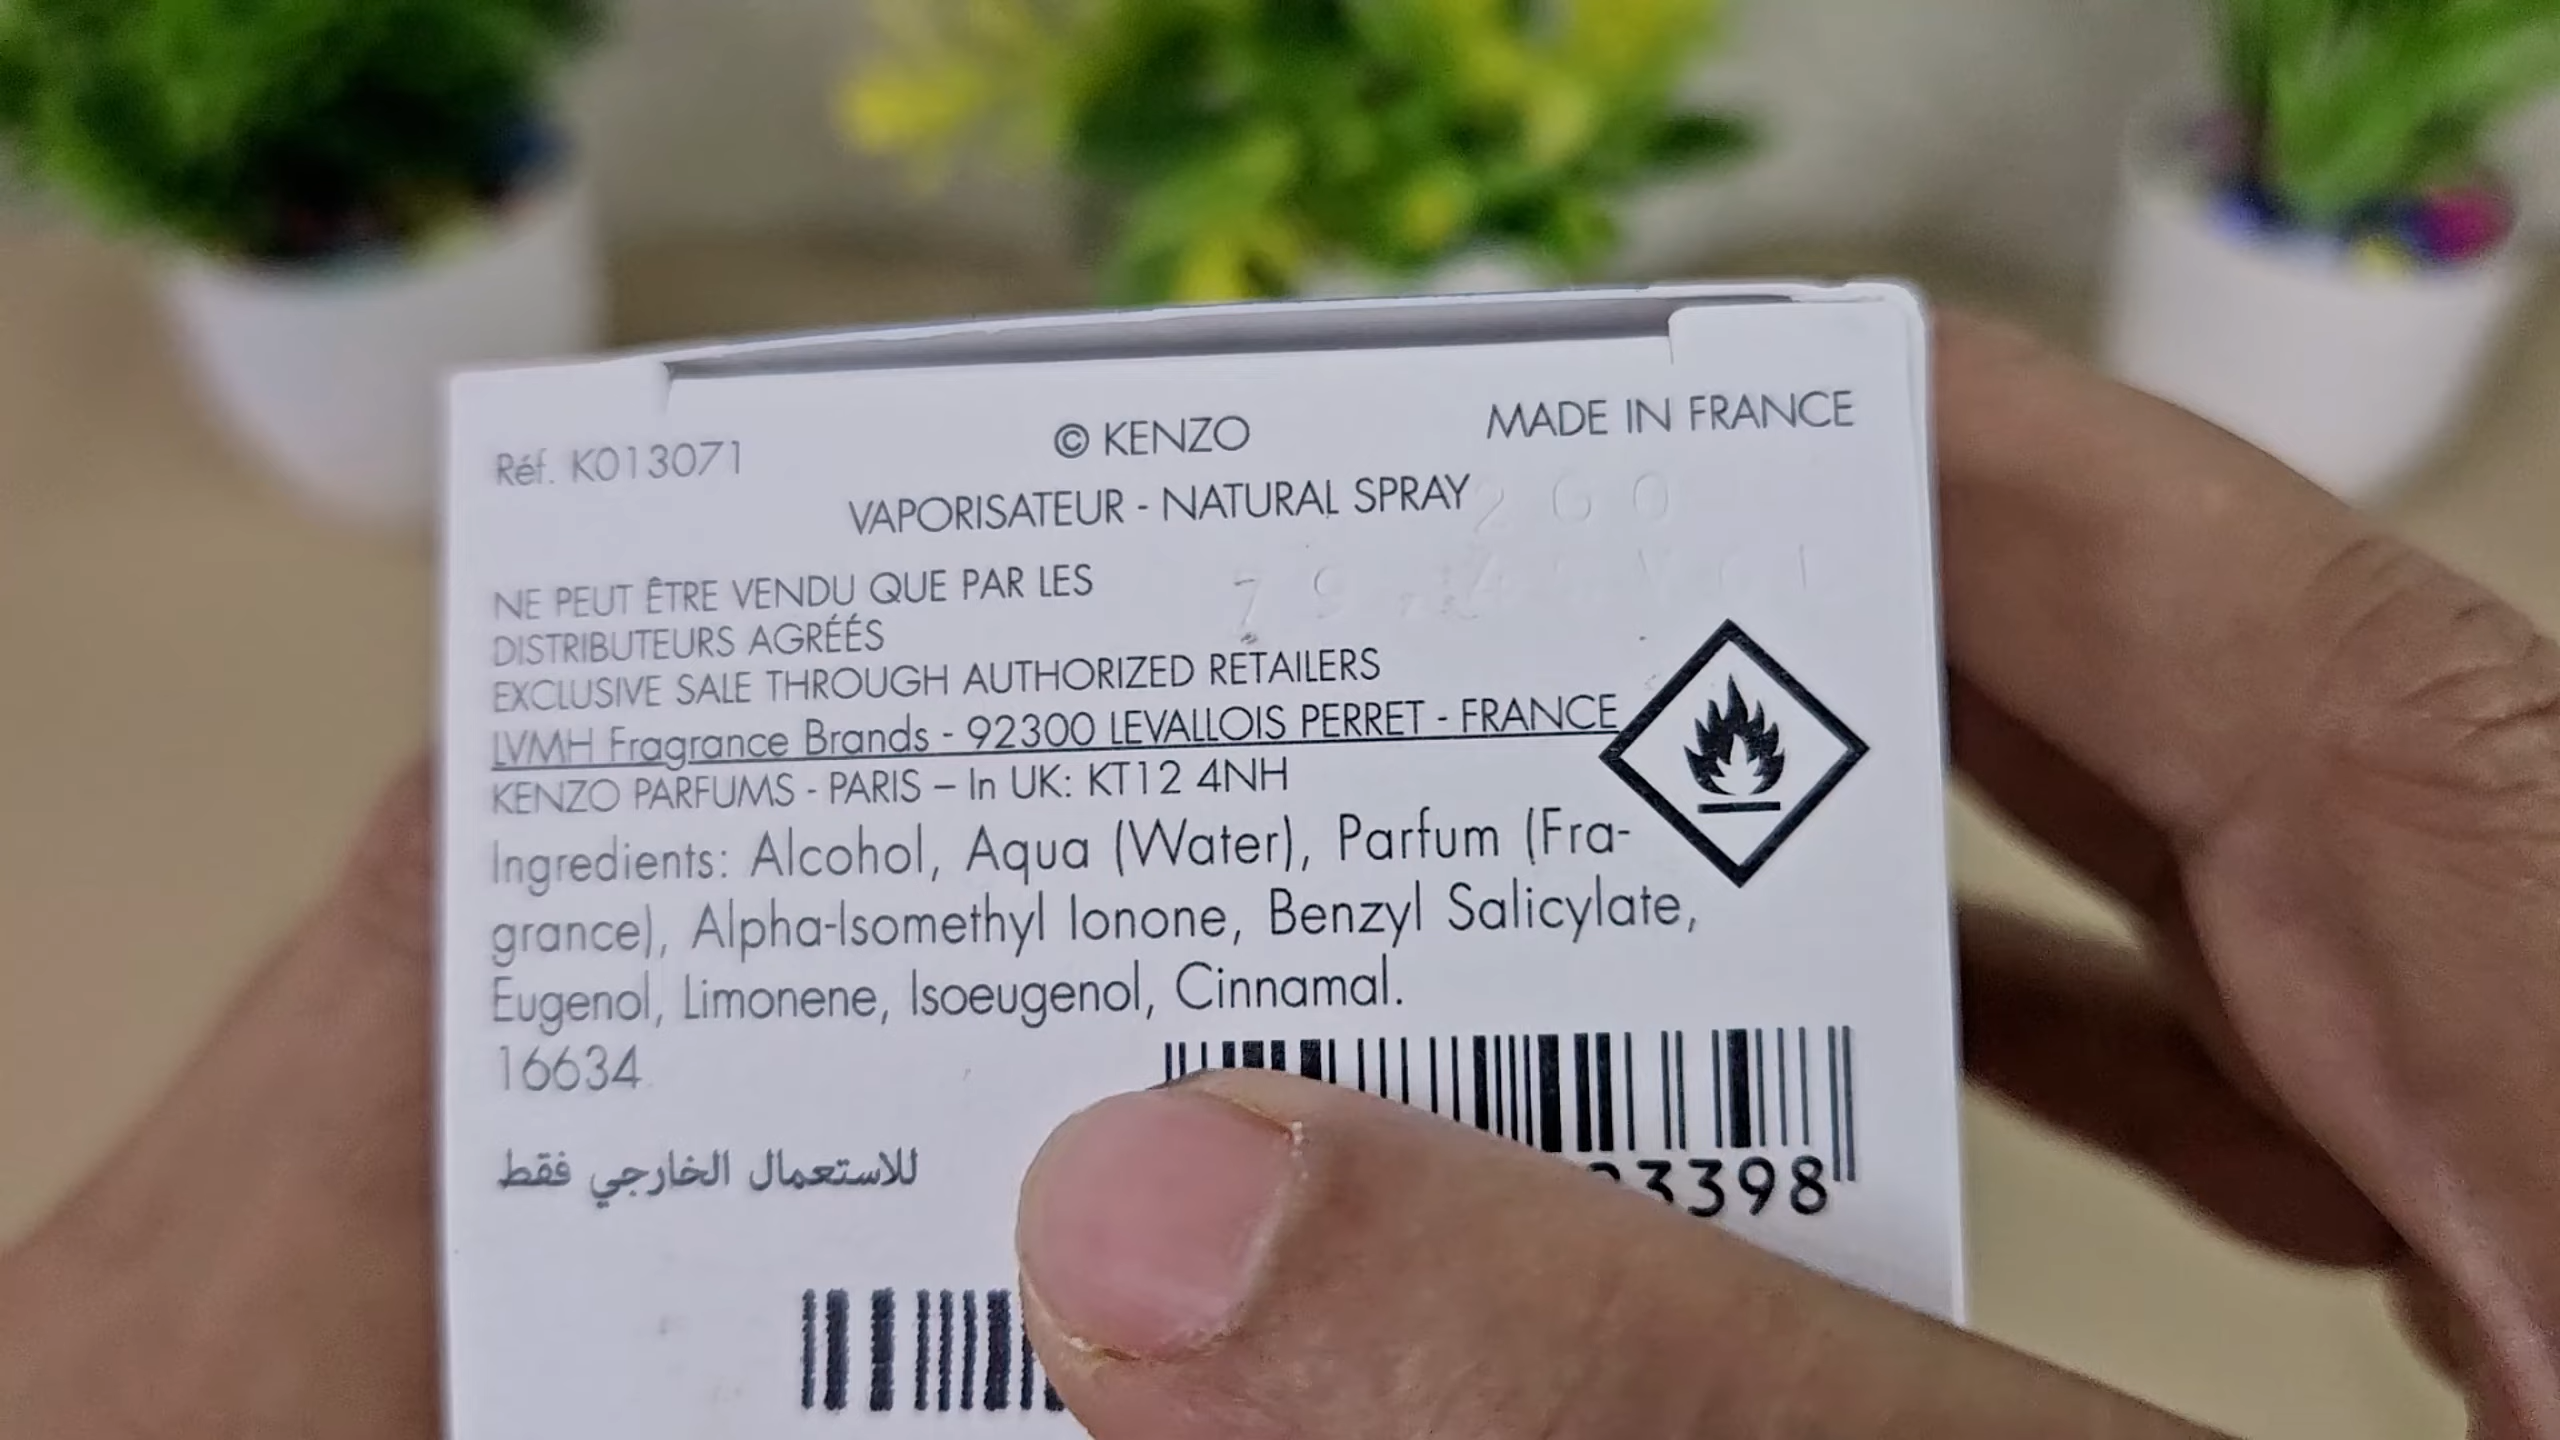 Réf. K013071
© KENZO
MADE IN FRANCE
VAPORISATEUR - NATURAL SPRAY
NE PEUT ÊTRE VENDU QUE PAR LES
DISTRIBUTEURS AGRÉÉS
EXCLUSIVE SALE THROUGH AUTHORIZED RETAILERS
LVMH Fragrance Brands - 92300 LEVALLOIS PERRET - FRANCE
KENZO PARFUMS - PARIS – In UK: KT12 4NH
Ingredients: Alcohol, Aqua (Water), Parfum (Fra-
grance), Alpha-Isomethyl Ionone, Benzyl Salicylate,
Eugenol, Limonene, Isoeugenol, Cinnamal.
16634
للاستعمال الخارجي فقط
3398